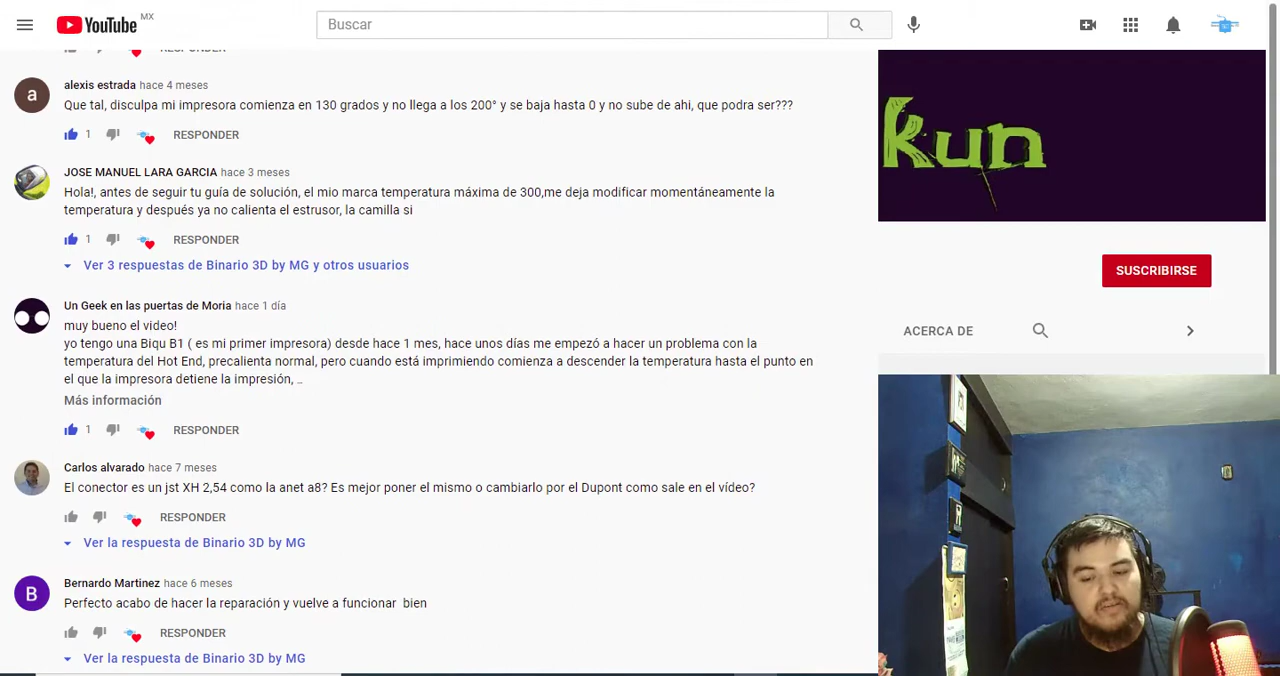 YouTube MX
Buscar
RESPONDER
alexis estrada hace 4 meses
Que tal, disculpa mi impresora comienza en 130 grados y no llega a los 200° y se baja hasta 0 y no sube de ahi, que podra ser???
1 RESPONDER
JOSE MANUEL LARA GARCIA hace 3 meses
Hola!, antes de seguir tu guía de solución, el mio marca temperatura máxima de 300,me deja modificar momentáneamente la
temperatura y después ya no calienta el estrusor, la camilla si
1 RESPONDER
Ver 3 respuestas de Binario 3D by MG y otros usuarios
Un Geek en las puertas de Moria hace 1 día
muy bueno el video!
yo tengo una Biqu B1 ( es mi primer impresora) desde hace 1 mes, hace unos días me empezó a hacer un problema con la
temperatura del Hot End, precalienta normal, pero cuando está imprimiendo comienza a descender la temperatura hasta el punto en
el que la impresora detiene la impresión, ...
Más información
1 RESPONDER
Carlos alvarado hace 7 meses
El conector es un jst XH 2,54 como la anet a8? Es mejor poner el mismo o cambiarlo por el Dupont como sale en el vídeo?
RESPONDER
Ver la respuesta de Binario 3D by MG
B
Bernardo Martinez hace 6 meses
Perfecto acabo de hacer la reparación y vuelve a funcionar bien
RESPONDER
Ver la respuesta de Binario 3D by MG
a
kun
SUSCRIBIRSE
ACERCA DE